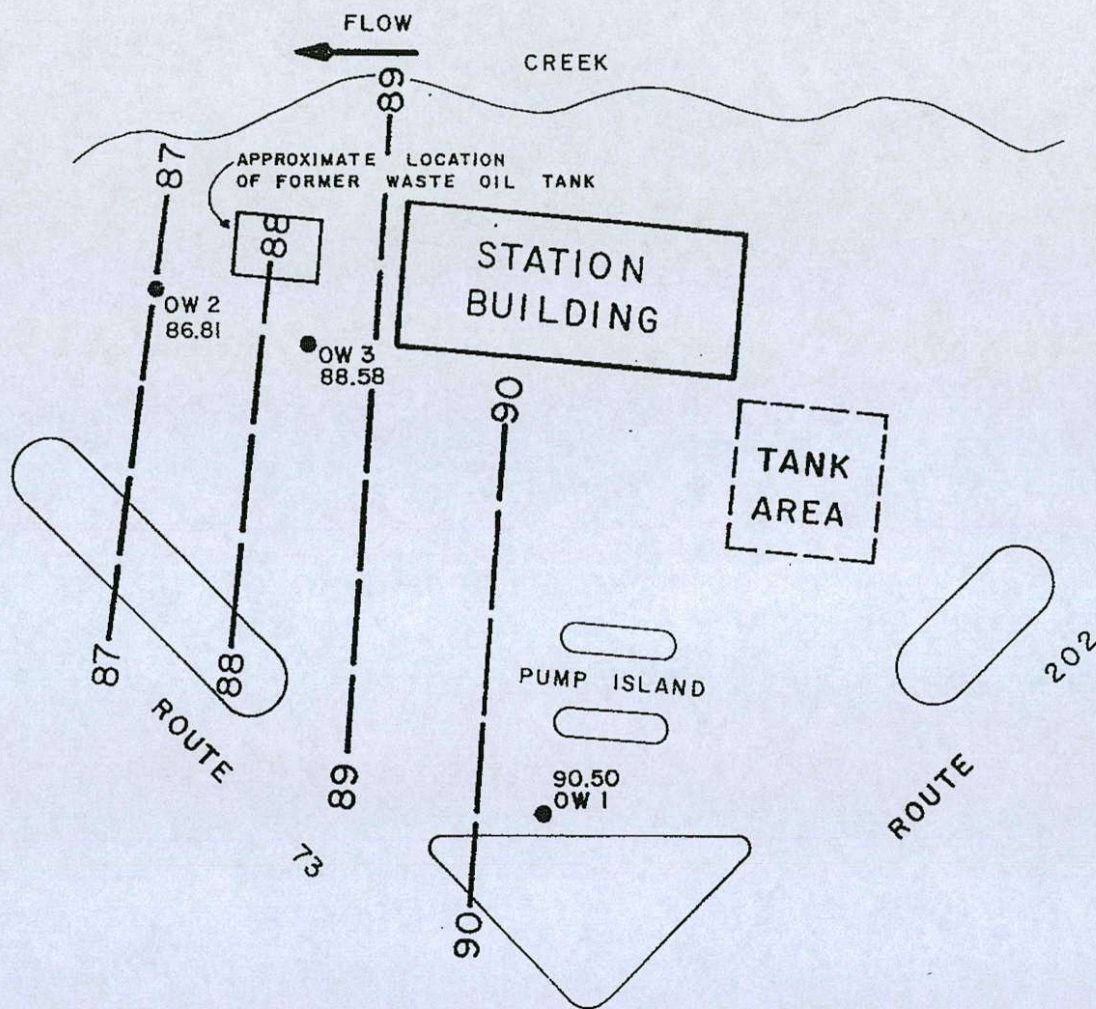 FLOW
CREEK
89
87
APPROXIMATE LOCATION
OF FORMER WASTE OIL TANK
88
STATION
BUILDING
OW 2
86.81
OW 3
88.58
90
TANK
AREA
87
88
PUMP ISLAND
202
ROUTE
89
90.50
OW 1
ROUTE
73
90